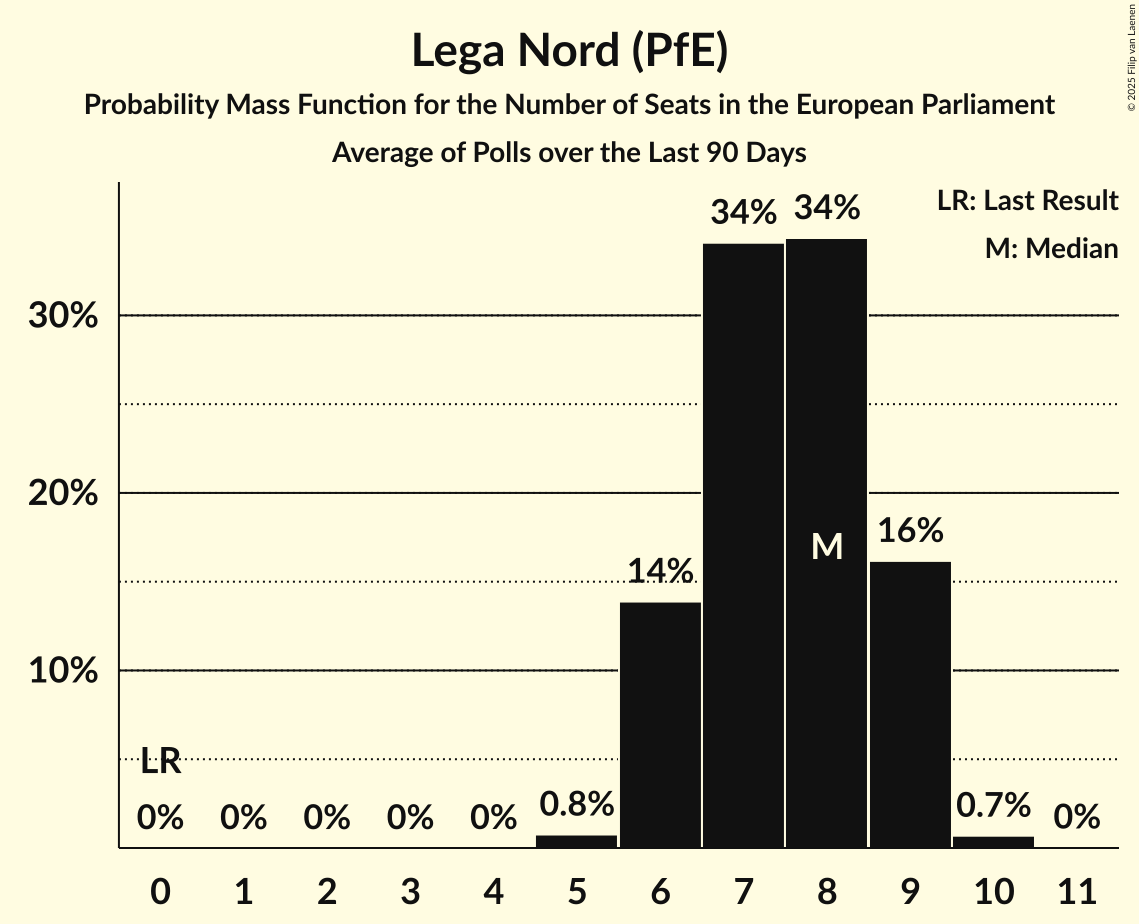 Lega Nord (PfE)
Probability Mass Function for the Number of Seats in the European Parliament
Average of Polls over the Last 90 Days
© 2025 Filip van Laenen
LR: Last Result
M: Median
34% 34%
30%
20%
16%
M
14%
10%
LR
0% 0% 0% 0% 0% 0.8% 0.7% 0%
0 1 2 3 4 5 6 7 8 9 10 11